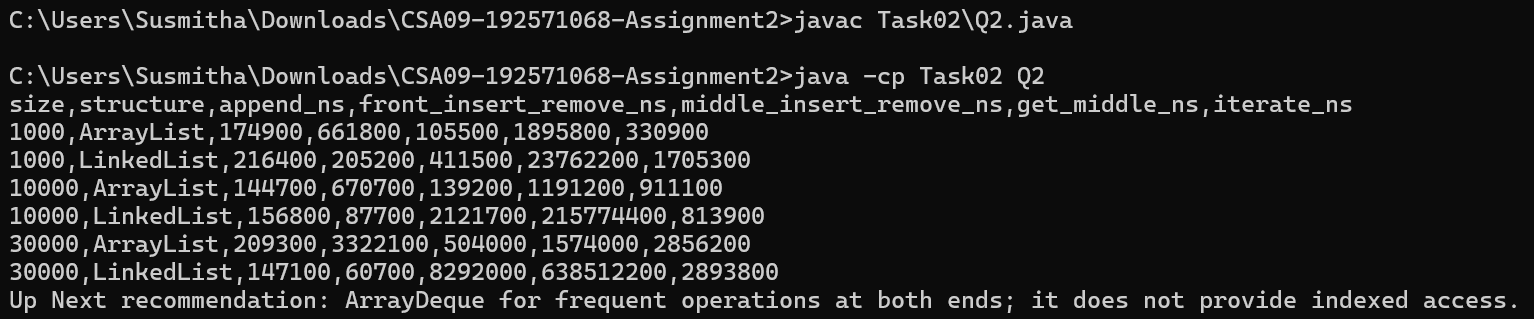 C:\Users\Susmitha\Downloads\CSA09-192571068-Assignment2>javac Task02\Q2.java
C:\Users\Susmitha\Downloads\CSA09-192571068-Assignment2>java -cp Task02 Q2
size,structure,append_ns,front_insert_remove_ns,middle_insert_remove_ns,get_middle_ns,iterate_ns
1000,ArrayList,174900,661800,105500,1895800,330900
1000,LinkedList,216400,205200,411500,23762200,1705300
10000,ArrayList,144700,670700,139200,1191200,911100
10000,LinkedList,156800,87700,2121700,215774400,813900
30000,ArrayList,209300,3322100,504000,1574000,2856200
30000,LinkedList,147100,60700,8292000,638512200,2893800
Up Next recommendation: ArrayDeque for frequent operations at both ends; it does not provide indexed access.